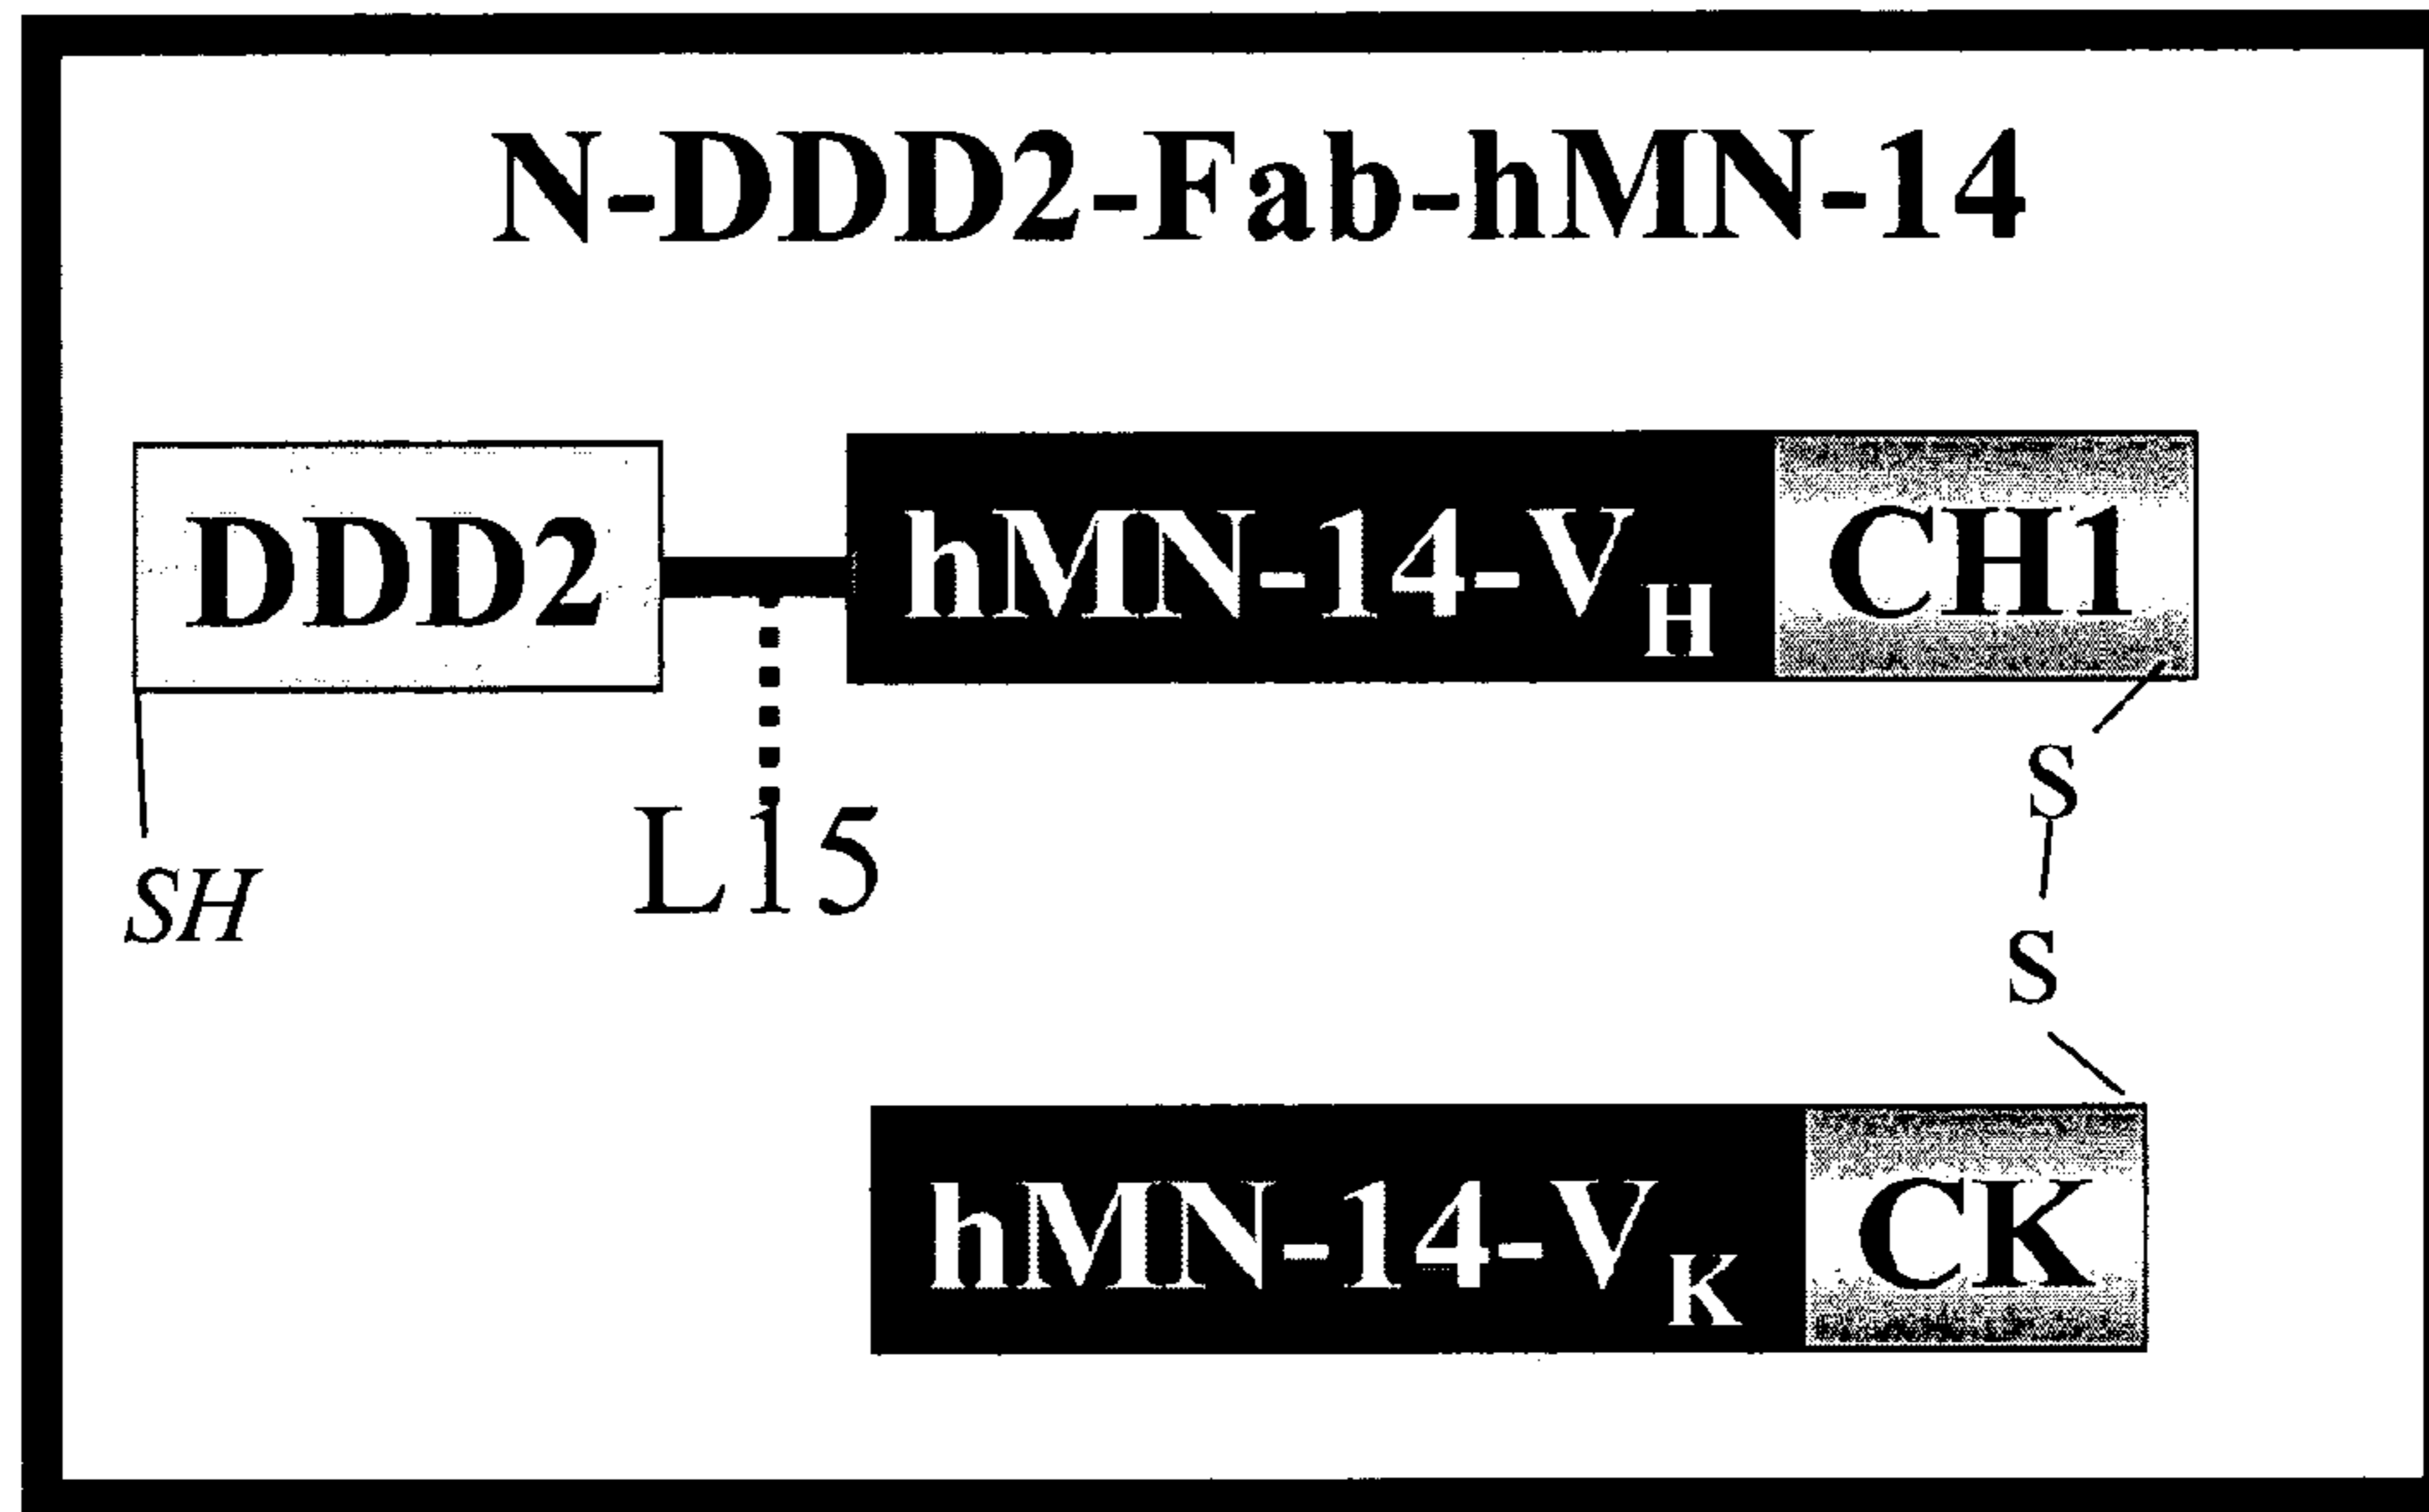 N-DDD2-Fab-hMN-14
DDD2 hMN-14-VH CH1
S
L15
SH
S
hMN-14-VK CK